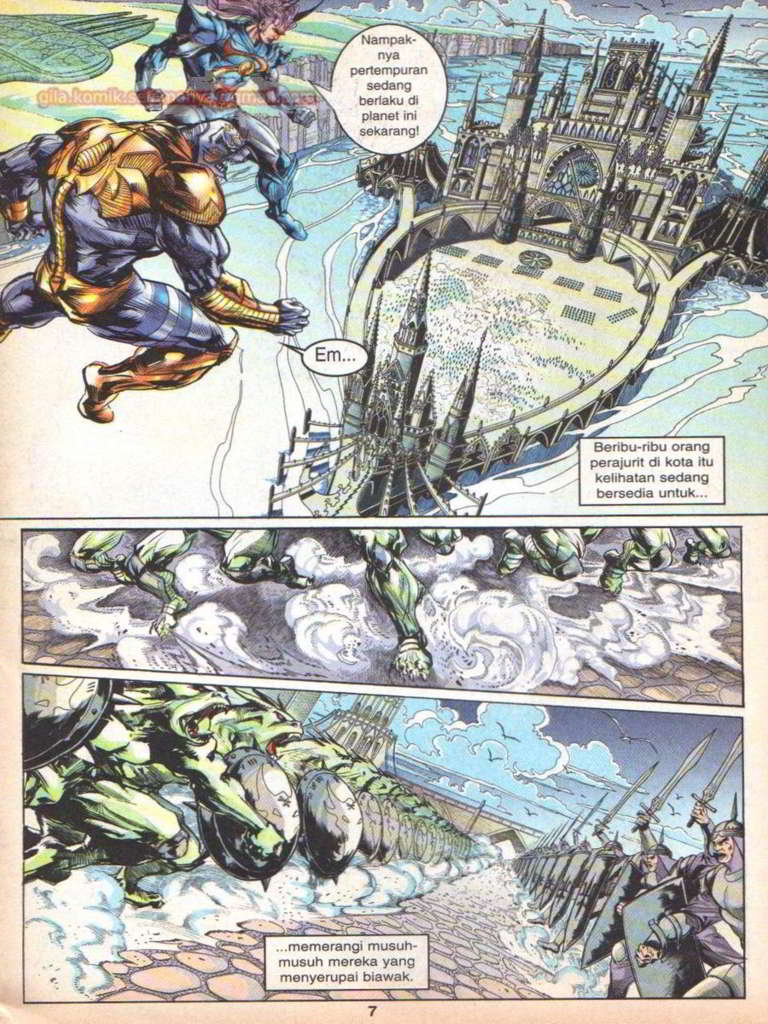 Nampak-
nya
pertempuran
sedang
berlaku di
planet ini
sekarang!
Em...
Beribu-ribu orang
perajurit di kota itu
kelihatan sedang
bersedia untuk...
...memerangi musuh-
musuh mereka yang
menyerupai biawak.
7